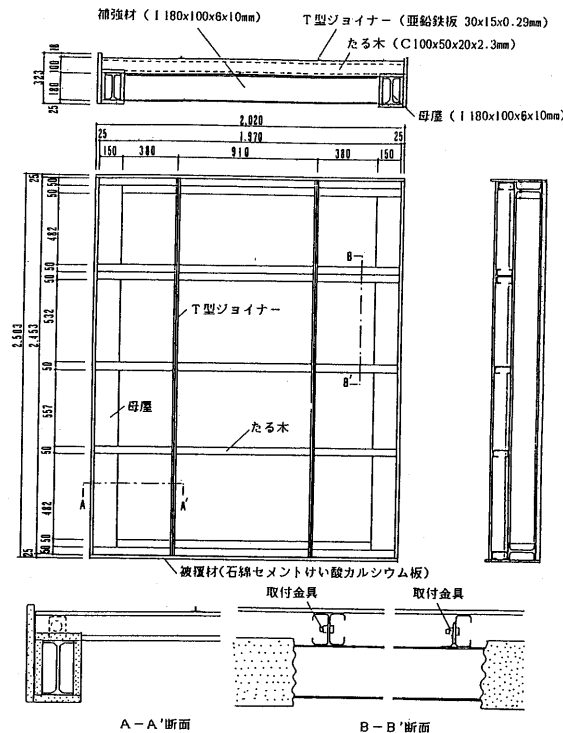 補強材 (I 180x100x6x10mm)
T型ジョイナー (亜鉛鉄板 30x15x0.29mm)
たる木 (C 100x50x20x2.3mm)
母屋 (I 180x100x6x10mm)
18
100
180
25
323
2,020
25 1,970 25
150 380 910 380 150
25
50 50
482
50 50
532
50
557
50
482
50 50
25
2,453
2,503
B
B'
T型ジョイナー
母屋
たる木
A
A'
被覆材(石綿セメントけい酸カルシウム板)
取付金具
取付金具
A－A'断面
B－B'断面